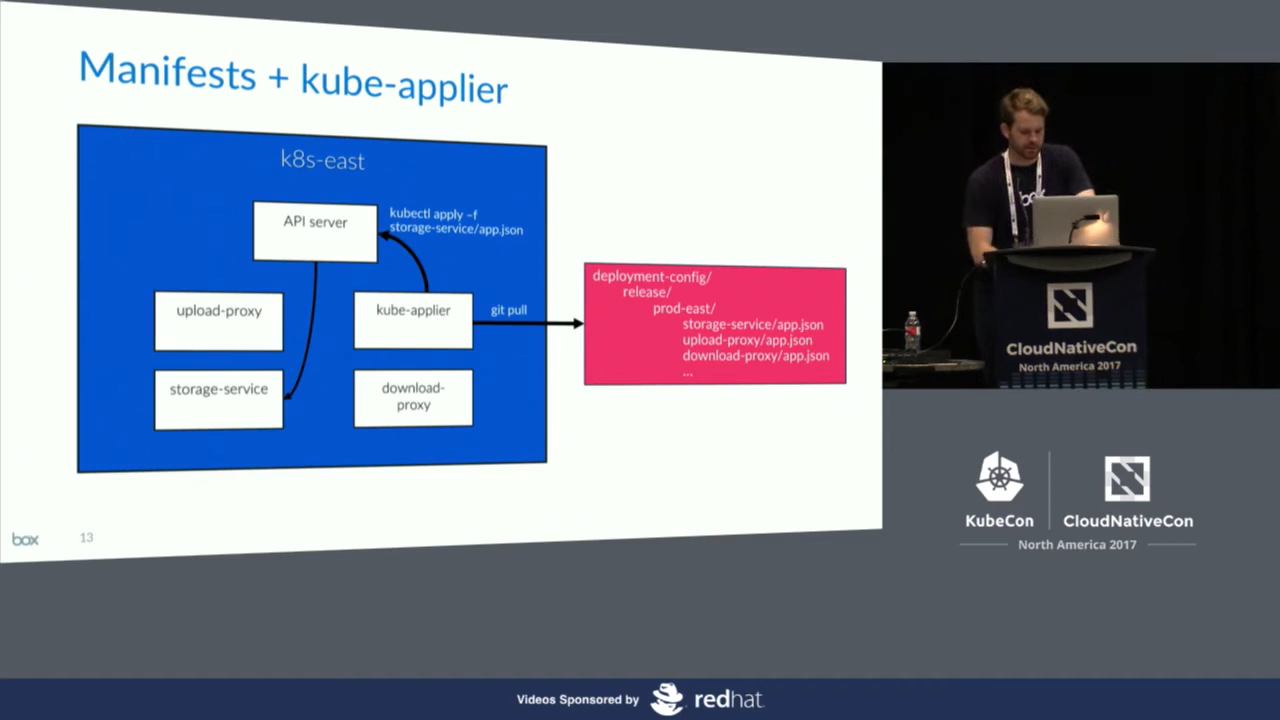 Manifests + kube-applier
k8s-east
API server
kubectl apply –f
storage-service/app.json
upload-proxy
kube-applier
git pull
storage-service
download-
proxy
deployment-config/
release/
prod-east/
storage-service/app.json
upload-proxy/app.json
download-proxy/app.json
...
box
13
box
CloudNativeCon
North America 2017
KubeCon
CloudNativeCon
North America 2017
Videos Sponsored by
redhat